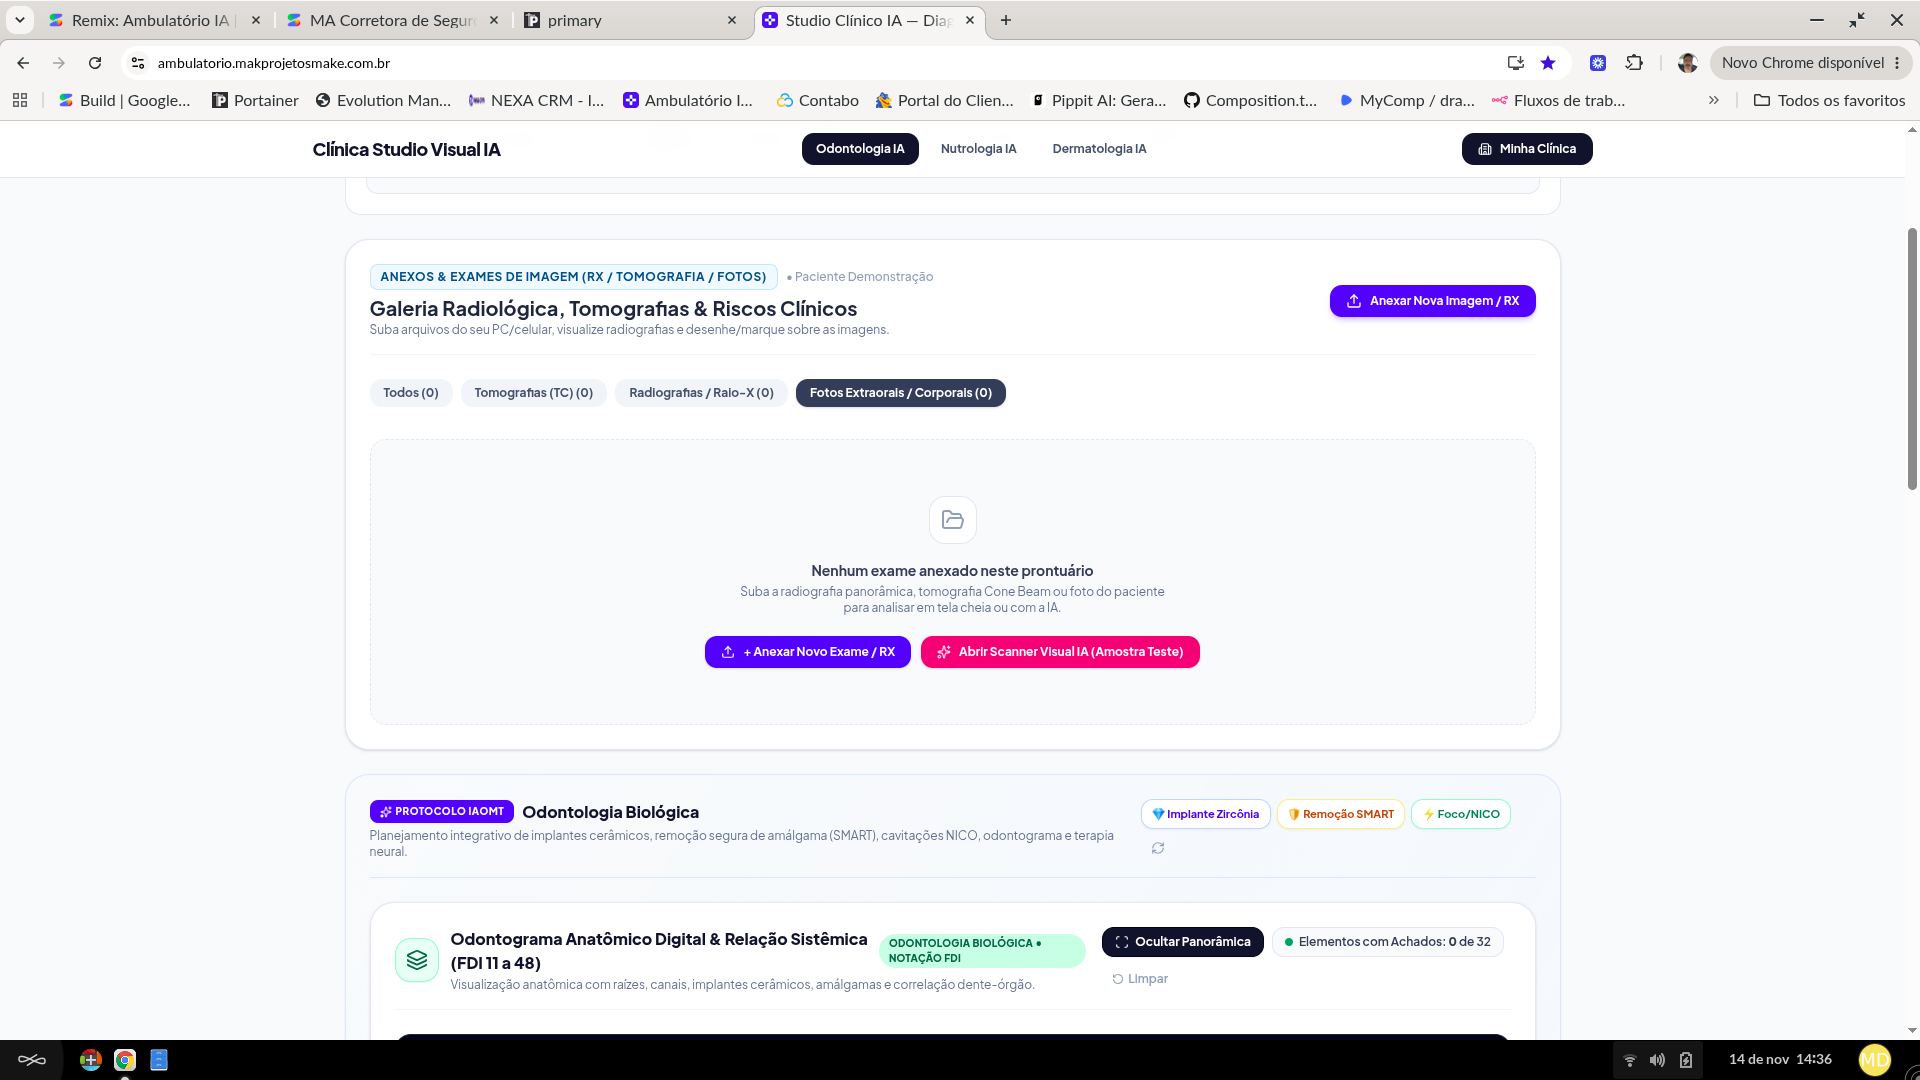 Remix: Ambulatório IA
MA Corretora de Segur
primary
Studio Clínico IA — Diag
ambulatorio.makprojetosmake.com.br
Novo Chrome disponível
Build | Google...
Portainer
Evolution Man...
NEXA CRM - I...
Ambulatório I...
Contabo
Portal do Clien...
Pippit AI: Gera...
Composition.t...
MyComp / dra...
Fluxos de trab...
Todos os favoritos
Clínica Studio Visual IA
Odontologia IA
Nutrologia IA
Dermatologia IA
Minha Clínica
ANEXOS & EXAMES DE IMAGEM (RX / TOMOGRAFIA / FOTOS)
• Paciente Demonstração
Galeria Radiológica, Tomografias & Riscos Clínicos
Suba arquivos do seu PC/celular, visualize radiografias e desenhe/marque sobre as imagens.
Anexar Nova Imagem / RX
Todos (0)
Tomografias (TC) (0)
Radiografias / Raio-X (0)
Fotos Extraorais / Corporais (0)
Nenhum exame anexado neste prontuário
Suba a radiografia panorâmica, tomografia Cone Beam ou foto do paciente
para analisar em tela cheia ou com a IA.
+ Anexar Novo Exame / RX
Abrir Scanner Visual IA (Amostra Teste)
PROTOCOLO IAOMT
Odontologia Biológica
Planejamento integrativo de implantes cerâmicos, remoção segura de amálgama (SMART), cavitações NICO, odontograma e terapia
neural.
💎 Implante Zircônia
Remoção SMART
⚡ Foco/NICO
Odontograma Anatômico Digital & Relação Sistêmica
(FDI 11 a 48)
ODONTOLOGIA BIOLÓGICA •
NOTAÇÃO FDI
Visualização anatômica com raízes, canais, implantes cerâmicos, amálgamas e correlação dente-órgão.
Ocultar Panorâmica
Elementos com Achados: 0 de 32
Limpar
14 de nov 14:36
MD